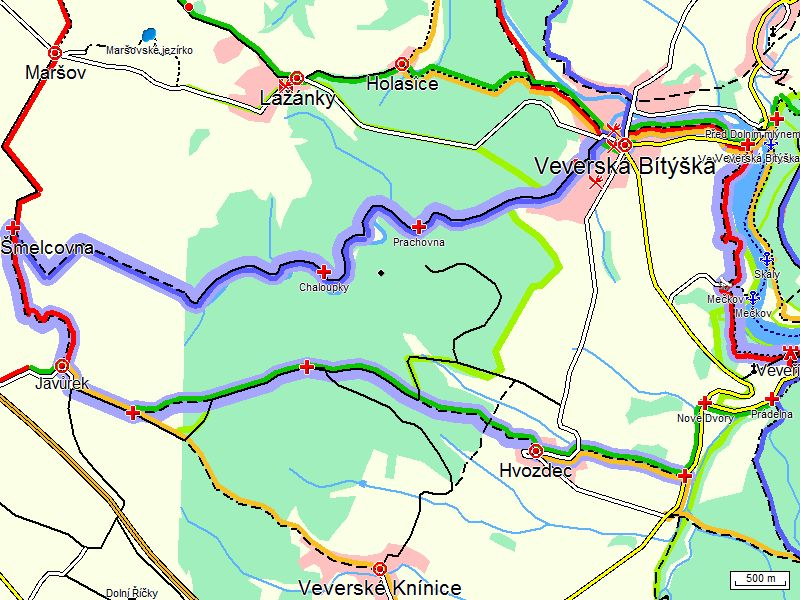 Maršovské jezírko
Maršov
Holasice
Lažánky
Před Dolním mlýnem
Veverská Bítýška
Veverská Bítýška
Šmelcovna
Prachovna
Skály
Chaloupky
Mečkov
Mečkov
Veveří
Javůrek
Pradelna
Nové Dvory
Hvozdec
500 m
Veverské Knínice
Dolní Říčky